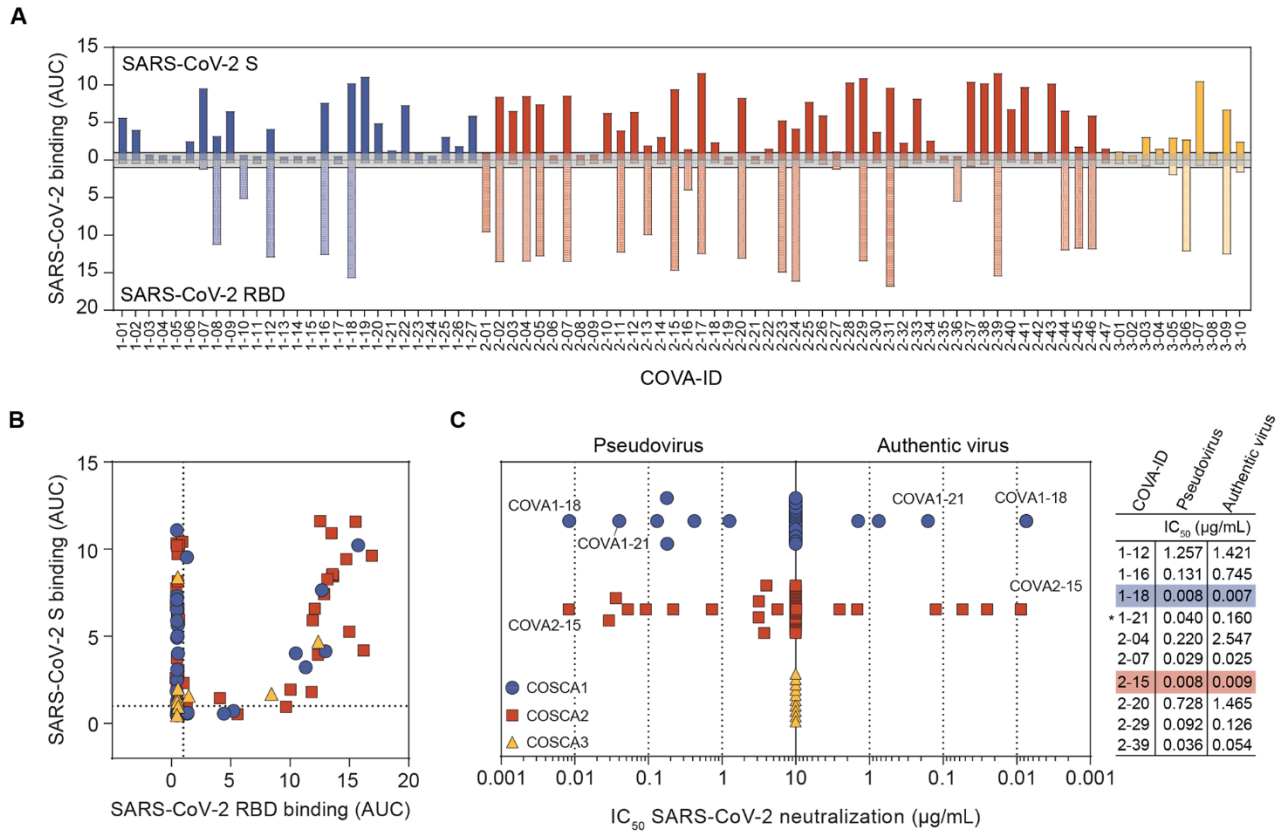 A
SARS-CoV-2 binding (AUC)
15
10
5
0
5
10
15
20
SARS-CoV-2 S
SARS-CoV-2 RBD
1-01 1-02 1-03 1-04 1-05 1-06 1-07 1-08 1-09 1-10 1-11 1-12 1-13 1-14 1-15 1-16 1-17 1-18 1-19 1-20 1-21 1-22 1-23 1-24 1-25 1-26 1-27 2-01 2-02 2-03 2-04 2-05 2-06 2-07 2-08 2-09 2-10 2-11 2-12 2-13 2-14 2-15 2-16 2-17 2-18 2-19 2-20 2-21 2-22 2-23 2-24 2-25 2-26 2-27 2-28 2-29 2-30 2-31 2-32 2-33 2-34 2-35 2-36 2-37 2-38 2-39 2-40 2-41 2-42 2-43 2-44 2-45 2-46 2-47 3-01 3-02 3-03 3-04 3-05 3-06 3-07 3-08 3-09 3-10
COVA-ID
B
SARS-CoV-2 S binding (AUC)
15
10
5
0
0 5 10 15 20
SARS-CoV-2 RBD binding (AUC)
C
Pseudovirus Authentic virus
COVA1-18
COVA1-21
COVA1-21
COVA1-18
COVA2-15
COVA2-15
COSCA1
COSCA2
COSCA3
0.001 0.1 1 10 1 0.1 0.01 0.001
IC50 SARS-CoV-2 neutralization (µg/mL)
COVA-ID Pseudovirus Authentic virus
IC50 (µg/mL)
1-12 1.257 1.421
1-16 0.131 0.745
1-18 0.008 0.007
* 1-21 0.040 0.160
2-04 0.220 2.547
2-07 0.029 0.025
2-15 0.008 0.009
2-20 0.728 1.465
2-29 0.092 0.126
2-39 0.036 0.054